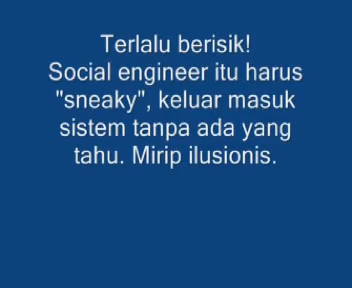 Terlalu berisik!
Social engineer itu harus
"sneaky", keluar masuk
sistem tanpa ada yang
tahu. Mirip ilusionis.